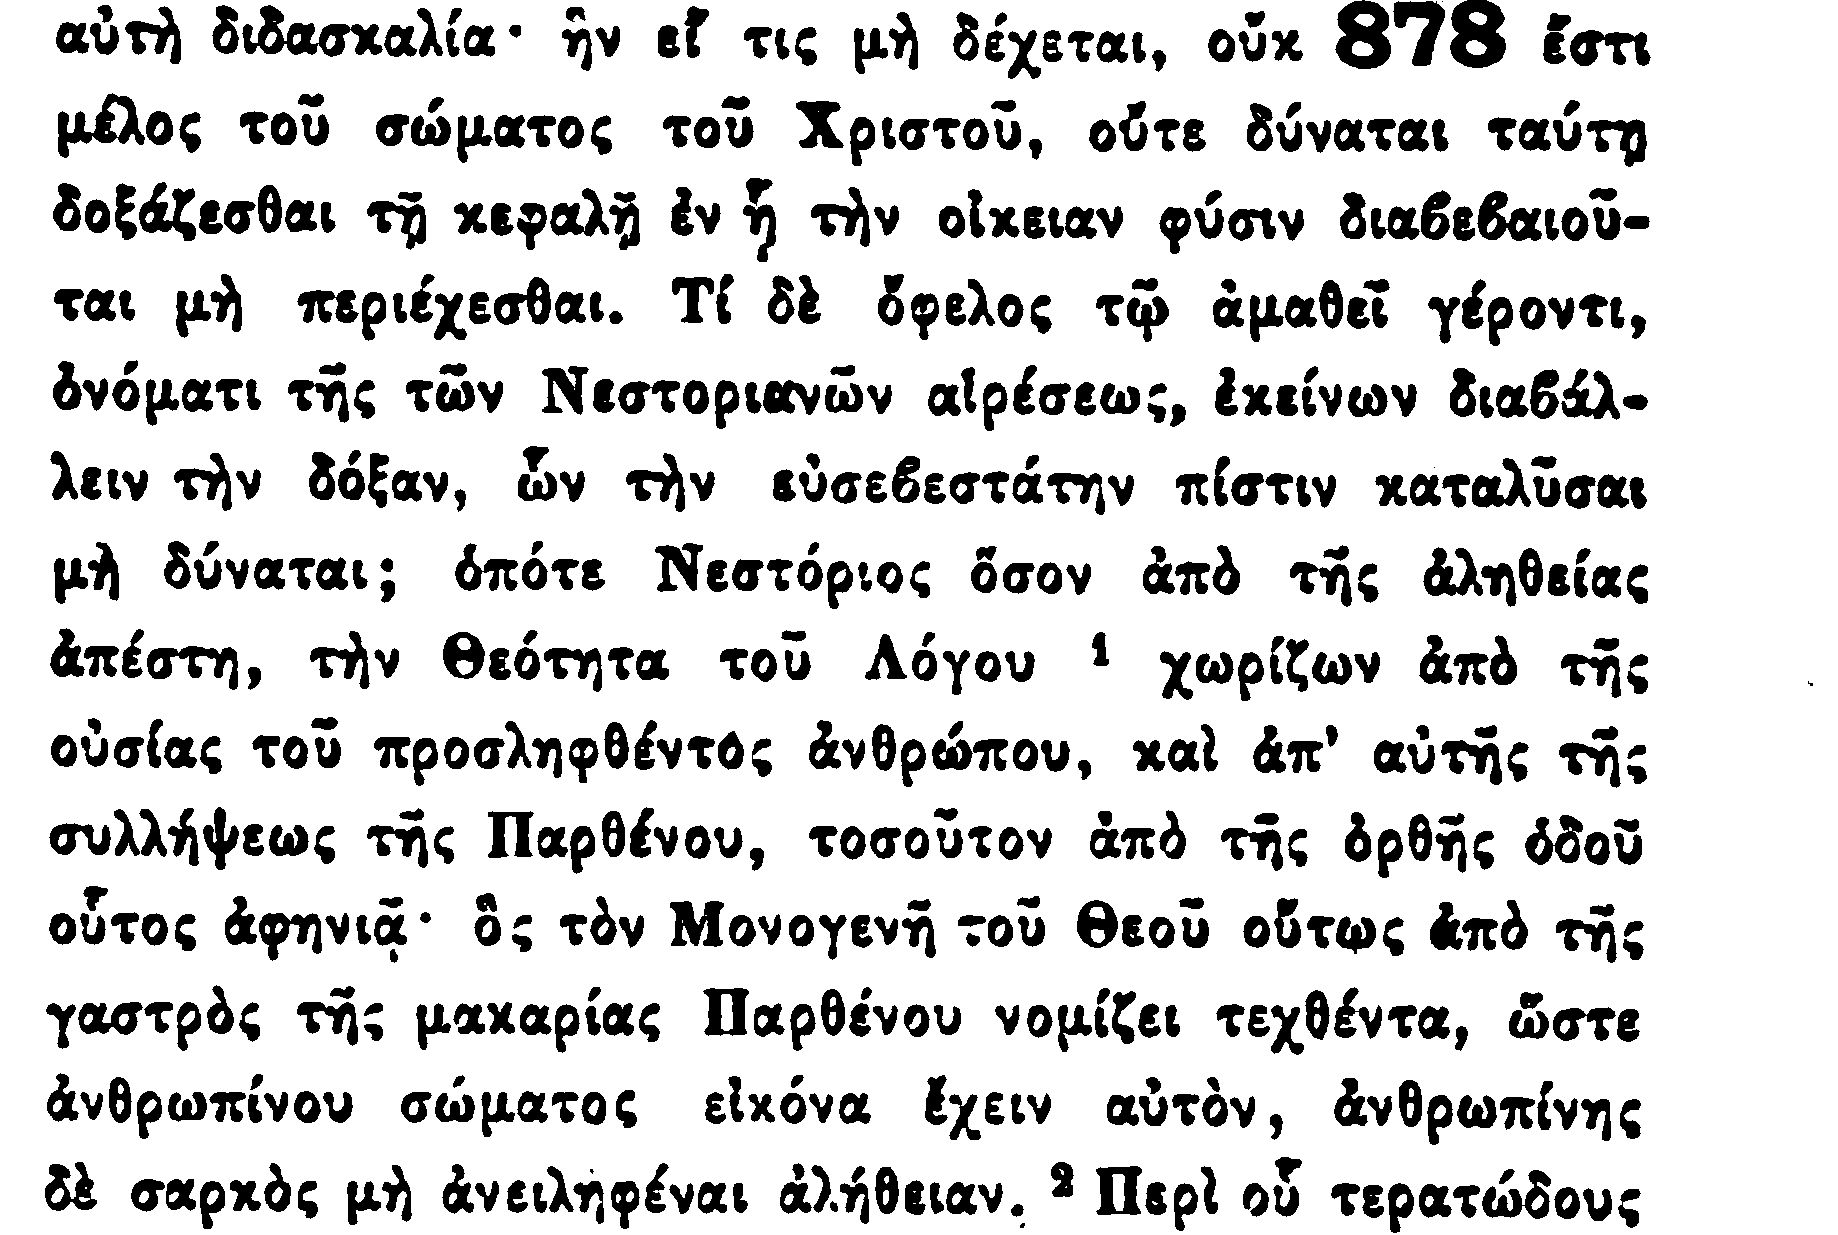 αὐτὴ διδασκαλία· ἣν εἴ τις μὴ δέχεται, οὔκ 878 ἔστι
μέλος τοῦ σώματος τοῦ Χριστοῦ, οὔτε δύναται ταύτῃ
δοξάζεσθαι τῇ κεφαλῇ ἐν ᾗ τὴν οἰκειαν φύσιν διαβεβαιοῦ-
ται μὴ περιέχεσθαι. Τί δὲ ὄφελος τῷ ἀμαθεῖ γέροντι,
ὀνόματι τῆς τῶν Νεστοριανῶν αἱρέσεως, ἐκείνων διαβάλ-
λειν τὴν δόξαν, ὧν τὴν εὐσεβεστάτην πίστιν καταλῦσαι
μὴ δύναται; ὁπότε Νεστόριος ὅσον ἀπὸ τῆς ἀληθείας
ἀπέστη, τὴν Θεότητα τοῦ Λόγου 1 χωρίζων ἀπὸ τῆς
οὐσίας τοῦ προσληφθέντος ἀνθρώπου, καὶ ἀπ' αὐτῆς τῆς
συλλήψεως τῆς Παρθένου, τοσοῦτον ἀπὸ τῆς ὀρθῆς ὁδοῦ
οὗτος ἀφηνιᾷ· ὃς τὸν Μονογενῆ τοῦ Θεοῦ οὕτως ἀπὸ τῆς
γαστρὸς τῆς μακαρίας Παρθένου νομίζει τεχθέντα, ὥστε
ἀνθρωπίνου σώματος εἰκόνα ἔχειν αὐτὸν, ἀνθρωπίνης
δὲ σαρκὸς μὴ ἀνειληφέναι ἀλήθειαν. 2 Περὶ οὗ τερατώδους